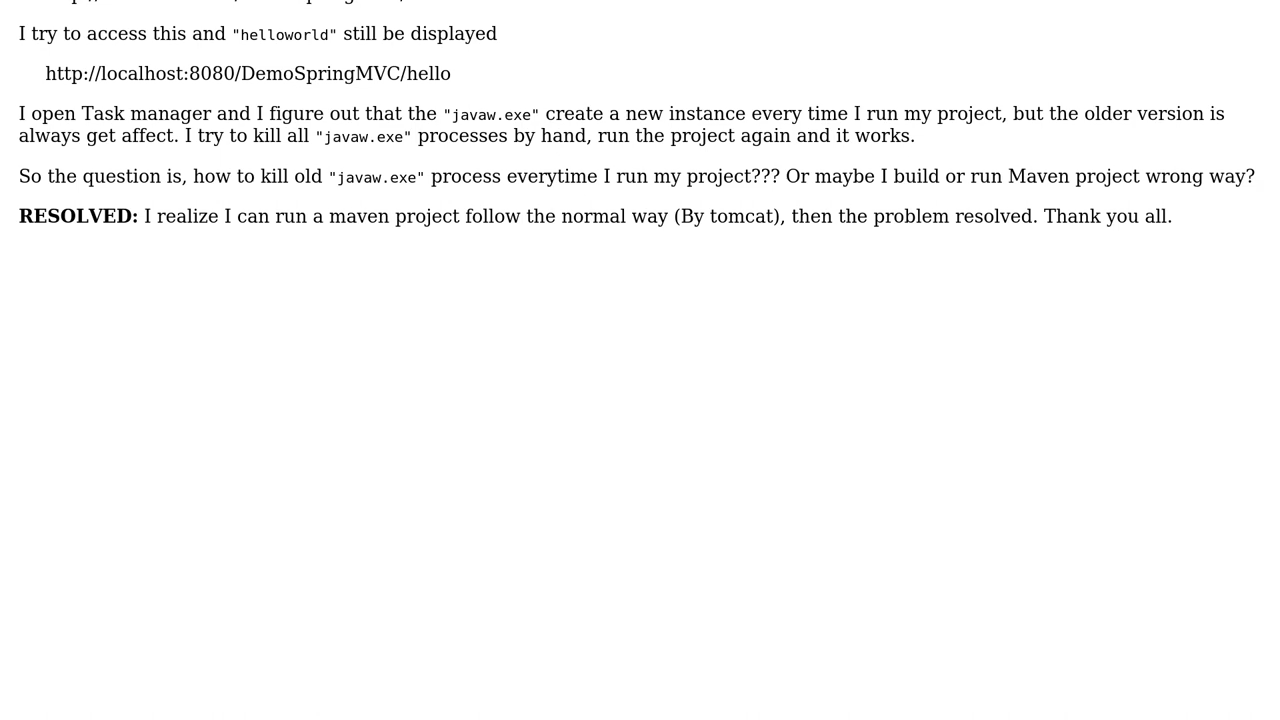 I try to access this and "helloworld" still be displayed
http://localhost:8080/DemoSpringMVC/hello
I open Task manager and I figure out that the "javaw.exe" create a new instance every time I run my project, but the older version is
always get affect. I try to kill all "javaw.exe" processes by hand, run the project again and it works.
So the question is, how to kill old "javaw.exe" process everytime I run my project??? Or maybe I build or run Maven project wrong way?
RESOLVED: I realize I can run a maven project follow the normal way (By tomcat), then the problem resolved. Thank you all.